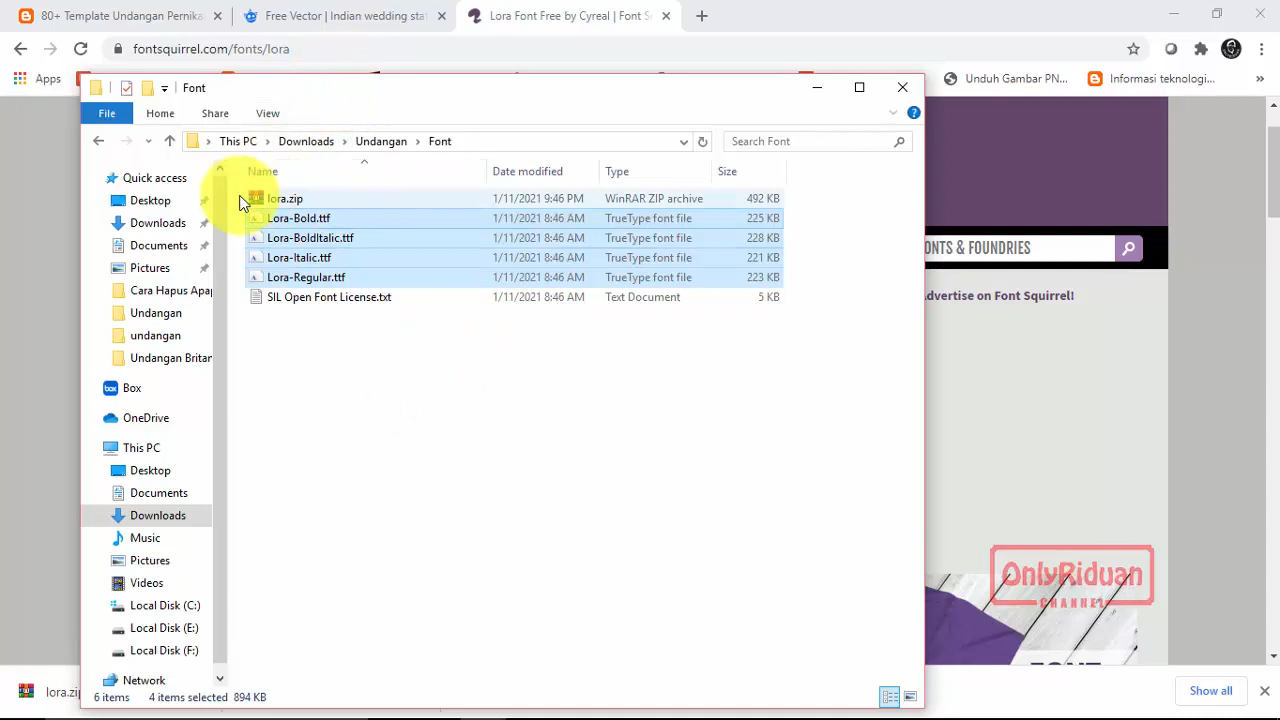 80+ Template Undangan Pernika
Free Vector | Indian wedding stat
Lora Font Free by Cyreal | Font S
fontsquirrel.com/fonts/lora
Apps
Unduh Gambar PN...
Informasi teknologi...
»
Font
File Home Share View
This PC > Downloads > Undangan > Font
Search Font
Name Date modified Type Size
lora.zip 1/11/2021 9:46 PM WinRAR ZIP archive 492 KB
Lora-Bold.ttf 1/11/2021 8:46 AM TrueType font file 225 KB
Lora-BoldItalic.ttf 1/11/2021 8:46 AM TrueType font file 228 KB
Lora-Italic.ttf 1/11/2021 8:46 AM TrueType font file 221 KB
Lora-Regular.ttf 1/11/2021 8:46 AM TrueType font file 223 KB
SIL Open Font License.txt 1/11/2021 8:46 AM Text Document 5 KB
Quick access
Desktop
Downloads
Documents
Pictures
Cara Hapus Apa
Undangan
undangan
Undangan Britan
Box
OneDrive
This PC
Desktop
Documents
Downloads
Music
Pictures
Videos
Local Disk (C:)
Local Disk (E:)
Local Disk (F:)
Network
6 items 4 items selected 894 KB
ONTS & FOUNDRIES
dvertise on Font Squirrel!
OnlyRiduan
CHANNEL
lora.zip
Show all